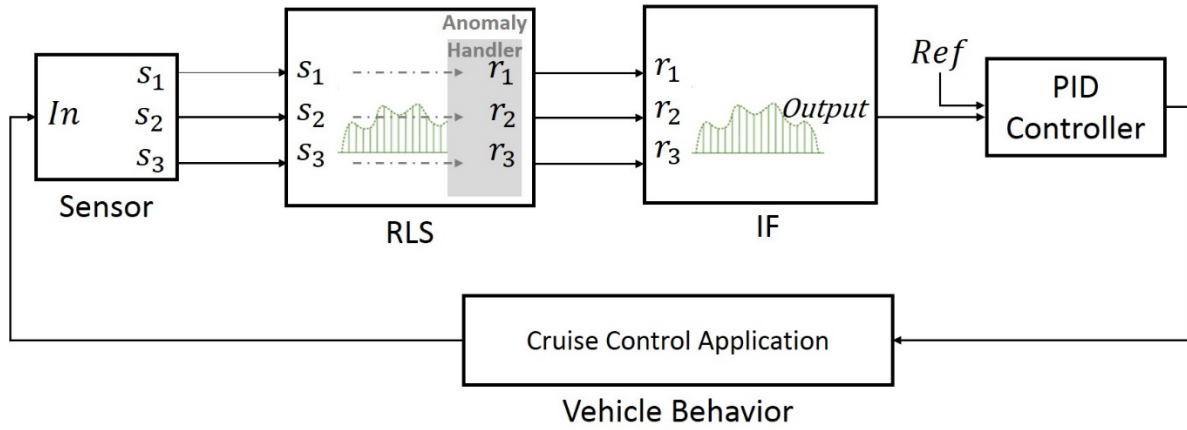 In
s1
s2
s3
Sensor
Anomaly
Handler
s1
s2
s3
r1
r2
r3
RLS
r1
r2
r3
Output
IF
Ref
PID
Controller
Cruise Control Application
Vehicle Behavior